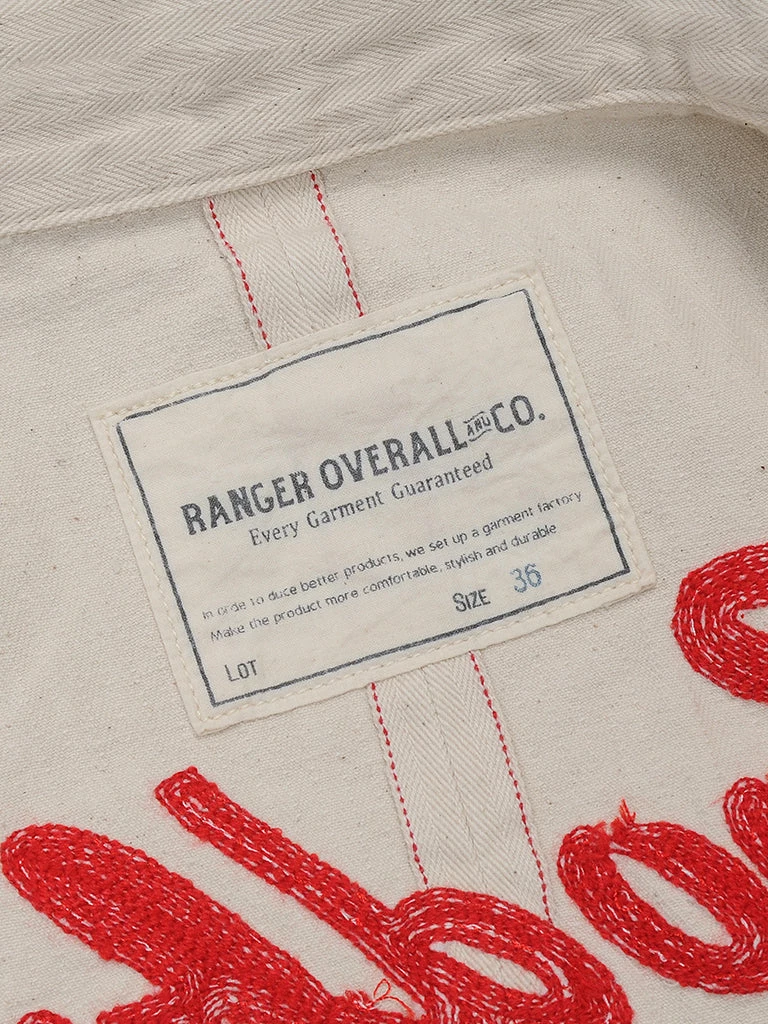 RANGER OVERALL AND CO.
Every Garment Guaranteed
In orde to duce better products, we set up a garment factory
Make the product more comfortable, stylish and durable
SIZE 36
LOT